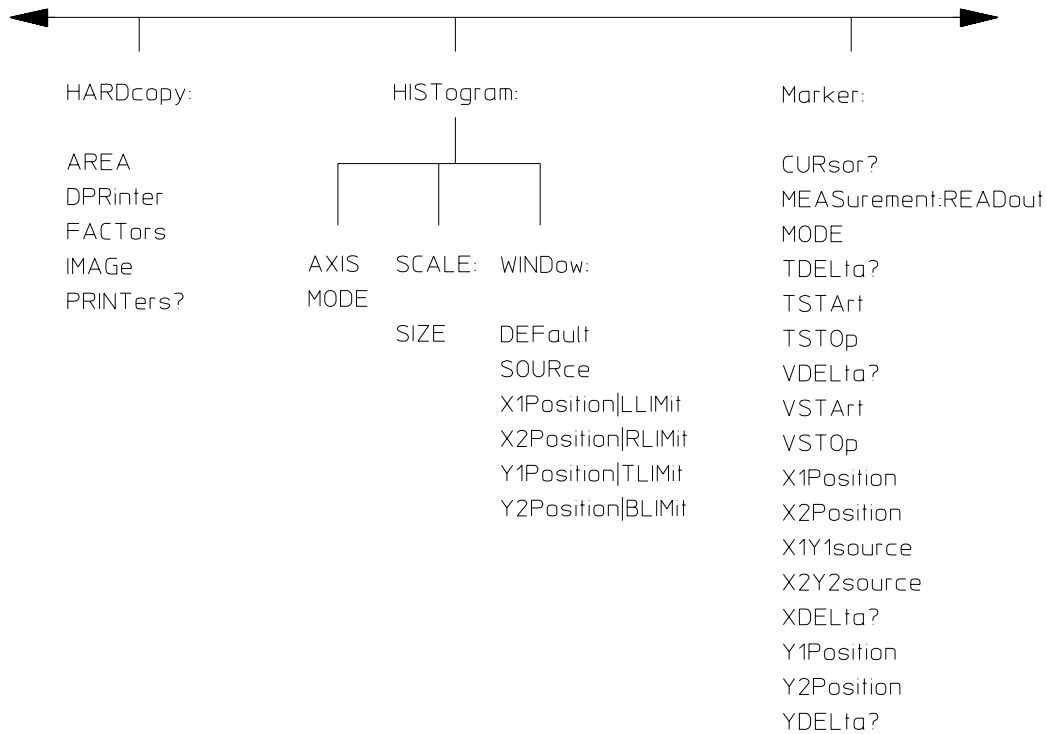 HARDcopy:
AREA
DPRinter
FACTors
IMAGe
PRINTers?
HISTogram:
AXIS
MODE
SCALE:
SIZE
WINDow:
DEFault
SOURce
X1Position|LLIMit
X2Position|RLIMit
Y1Position|TLIMit
Y2Position|BLIMit
Marker:
CURsor?
MEASurement:READout
MODE
TDELta?
TSTArt
TSTOp
VDELta?
VSTArt
VSTOp
X1Position
X2Position
X1Y1source
X2Y2source
XDELta?
Y1Position
Y2Position
YDELta?